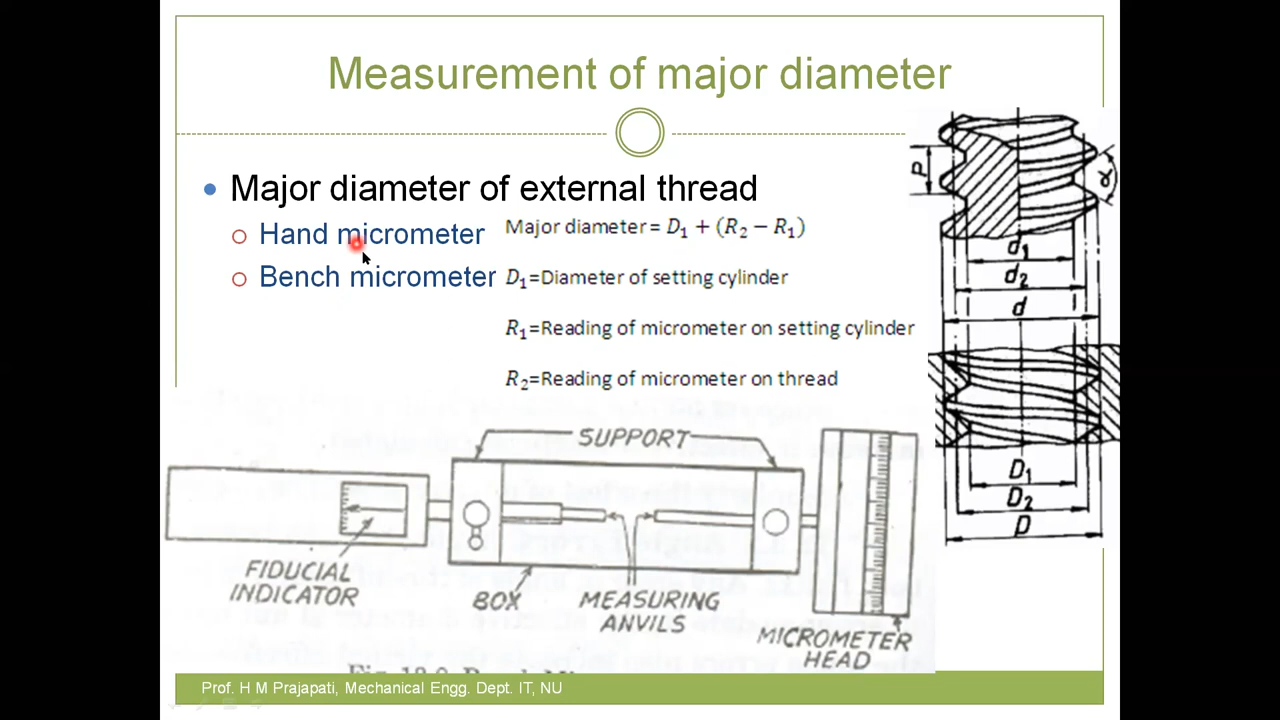 Measurement of major diameter
Major diameter of external thread
Hand micrometer
Bench micrometer
Major diameter = D₁ + (R₂ − R₁)
D₁=Diameter of setting cylinder
R₁=Reading of micrometer on setting cylinder
R₂=Reading of micrometer on thread
P
α
d₁
d₂
d
D₁
D₂
D
SUPPORT
FIDUCIAL
INDICATOR
BOX
MEASURING
ANVILS
MICROMETER
HEAD
Prof. H M Prajapati, Mechanical Engg. Dept. IT, NU